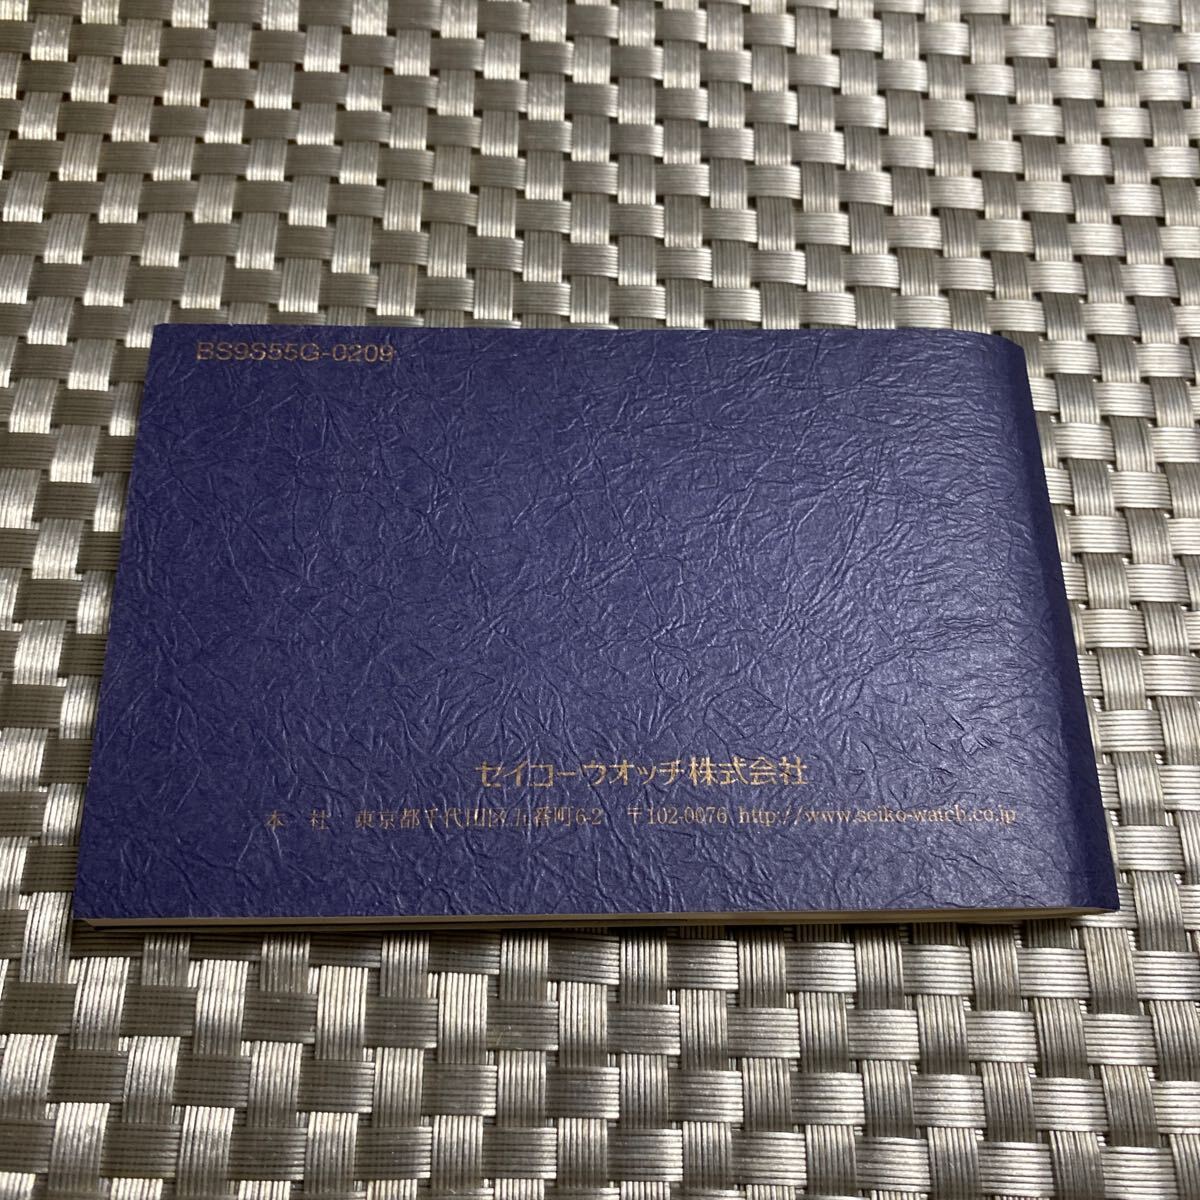 BS9S55G-0209
セイコーウオッチ株式会社
本 社 東京都千代田区五番町6-2 〒102-0076 http://www.seiko-watch.co.jp